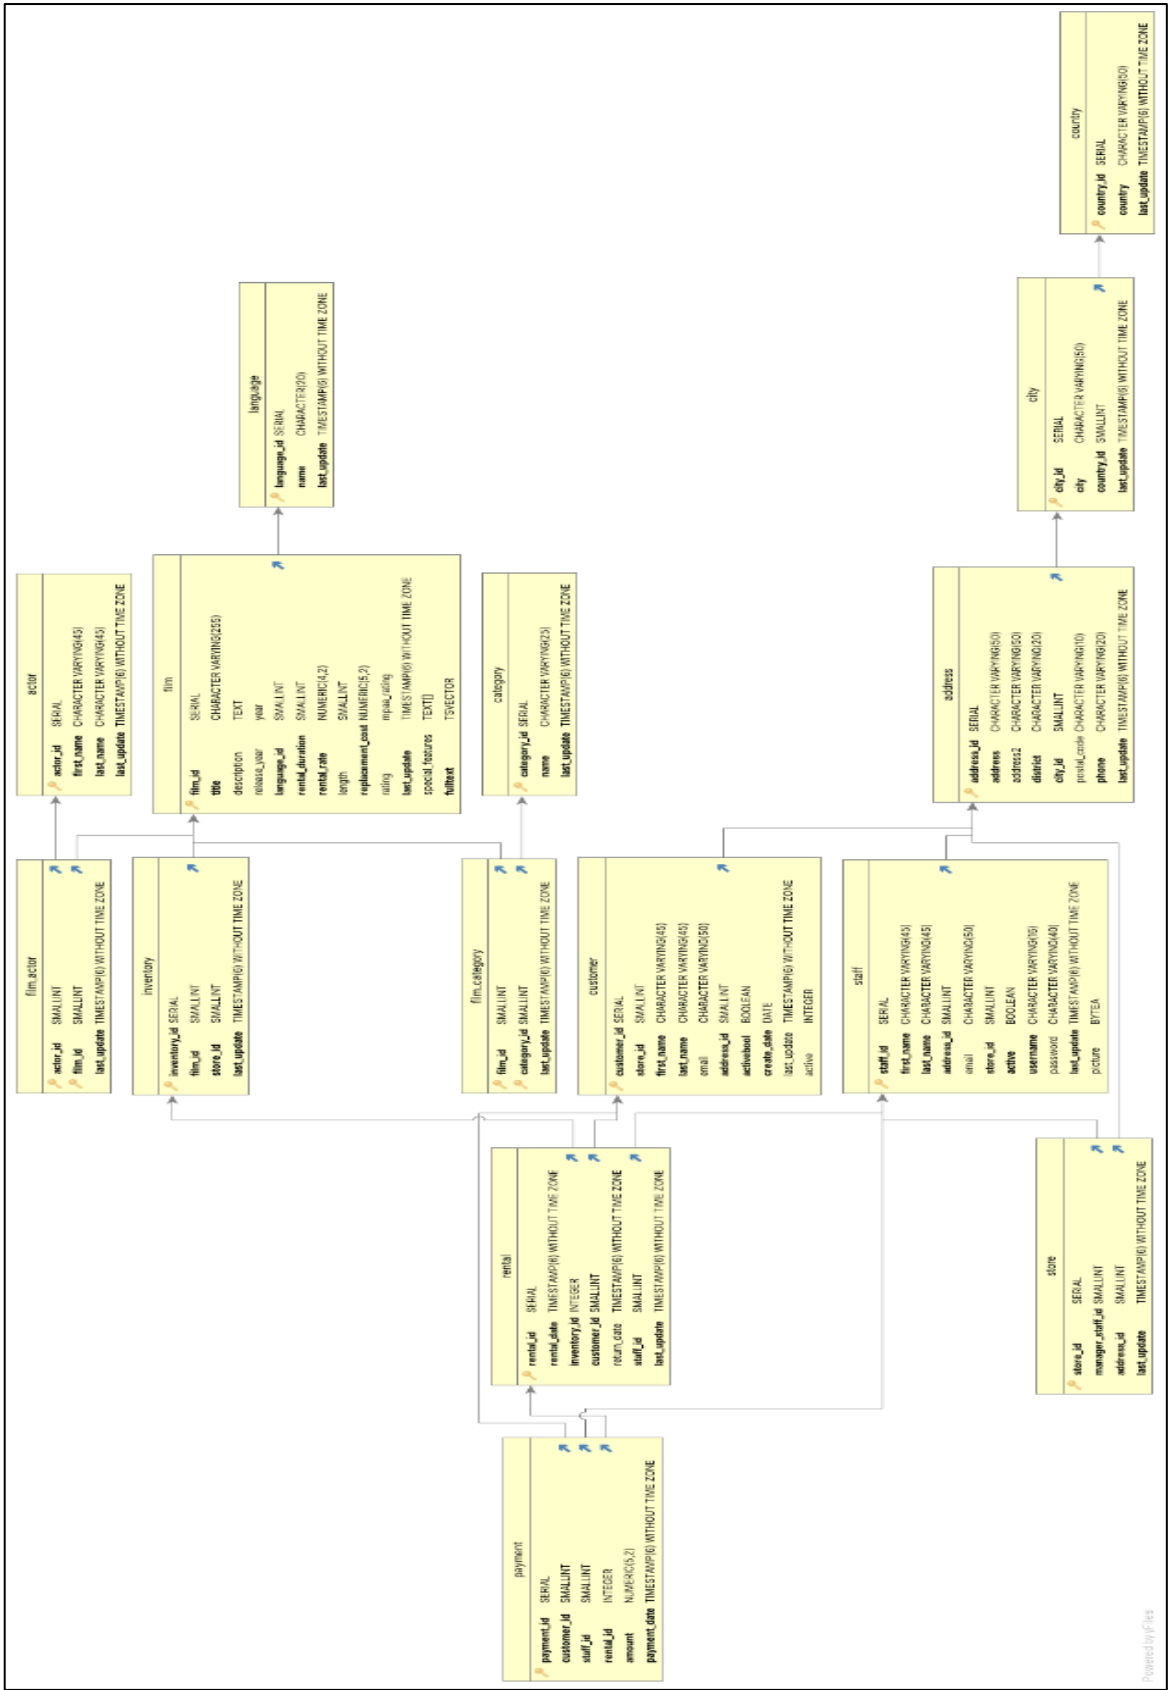 actor
actor_id SERIAL
first_name CHARACTER VARYING(45)
last_name CHARACTER VARYING(45)
last_update TIMESTAMP(6) WITHOUT TIME ZONE
film_actor
actor_id SMALLINT
film_id SMALLINT
last_update TIMESTAMP(6) WITHOUT TIME ZONE
language
language_id SERIAL
name CHARACTER(20)
last_update TIMESTAMP(6) WITHOUT TIME ZONE
film
film_id SERIAL
title CHARACTER VARYING(255)
description TEXT
release_year year
language_id SMALLINT
rental_duration SMALLINT
rental_rate NUMERIC(4,2)
length SMALLINT
replacement_cost NUMERIC(5,2)
rating mpaa_rating
last_update TIMESTAMP(6) WITHOUT TIME ZONE
special_features TEXT[]
fulltext TSVECTOR
inventory
inventory_id SERIAL
film_id SMALLINT
store_id SMALLINT
last_update TIMESTAMP(6) WITHOUT TIME ZONE
category
category_id SERIAL
name CHARACTER VARYING(25)
last_update TIMESTAMP(6) WITHOUT TIME ZONE
film_category
film_id SMALLINT
category_id SMALLINT
last_update TIMESTAMP(6) WITHOUT TIME ZONE
customer
customer_id SERIAL
store_id SMALLINT
first_name CHARACTER VARYING(45)
last_name CHARACTER VARYING(45)
email CHARACTER VARYING(50)
address_id SMALLINT
activebool BOOLEAN
create_date DATE
last_update TIMESTAMP(6) WITHOUT TIME ZONE
active INTEGER
rental
rental_id SERIAL
rental_date TIMESTAMP(6) WITHOUT TIME ZONE
inventory_id INTEGER
customer_id SMALLINT
return_date TIMESTAMP(6) WITHOUT TIME ZONE
staff_id SMALLINT
last_update TIMESTAMP(6) WITHOUT TIME ZONE
payment
payment_id SERIAL
customer_id SMALLINT
staff_id SMALLINT
rental_id INTEGER
amount NUMERIC(5,2)
payment_date TIMESTAMP(6) WITHOUT TIME ZONE
staff
staff_id SERIAL
first_name CHARACTER VARYING(45)
last_name CHARACTER VARYING(45)
address_id SMALLINT
email CHARACTER VARYING(50)
store_id SMALLINT
active BOOLEAN
username CHARACTER VARYING(16)
password CHARACTER VARYING(40)
last_update TIMESTAMP(6) WITHOUT TIME ZONE
picture BYTEA
address
address_id SERIAL
address CHARACTER VARYING(50)
address2 CHARACTER VARYING(50)
district CHARACTER VARYING(20)
city_id SMALLINT
postal_code CHARACTER VARYING(10)
phone CHARACTER VARYING(20)
last_update TIMESTAMP(6) WITHOUT TIME ZONE
city
city_id SERIAL
city CHARACTER VARYING(50)
country_id SMALLINT
last_update TIMESTAMP(6) WITHOUT TIME ZONE
country
country_id SERIAL
country CHARACTER VARYING(50)
last_update TIMESTAMP(6) WITHOUT TIME ZONE
store
store_id SERIAL
manager_staff_id SMALLINT
address_id SMALLINT
last_update TIMESTAMP(6) WITHOUT TIME ZONE
Powered by yFiles